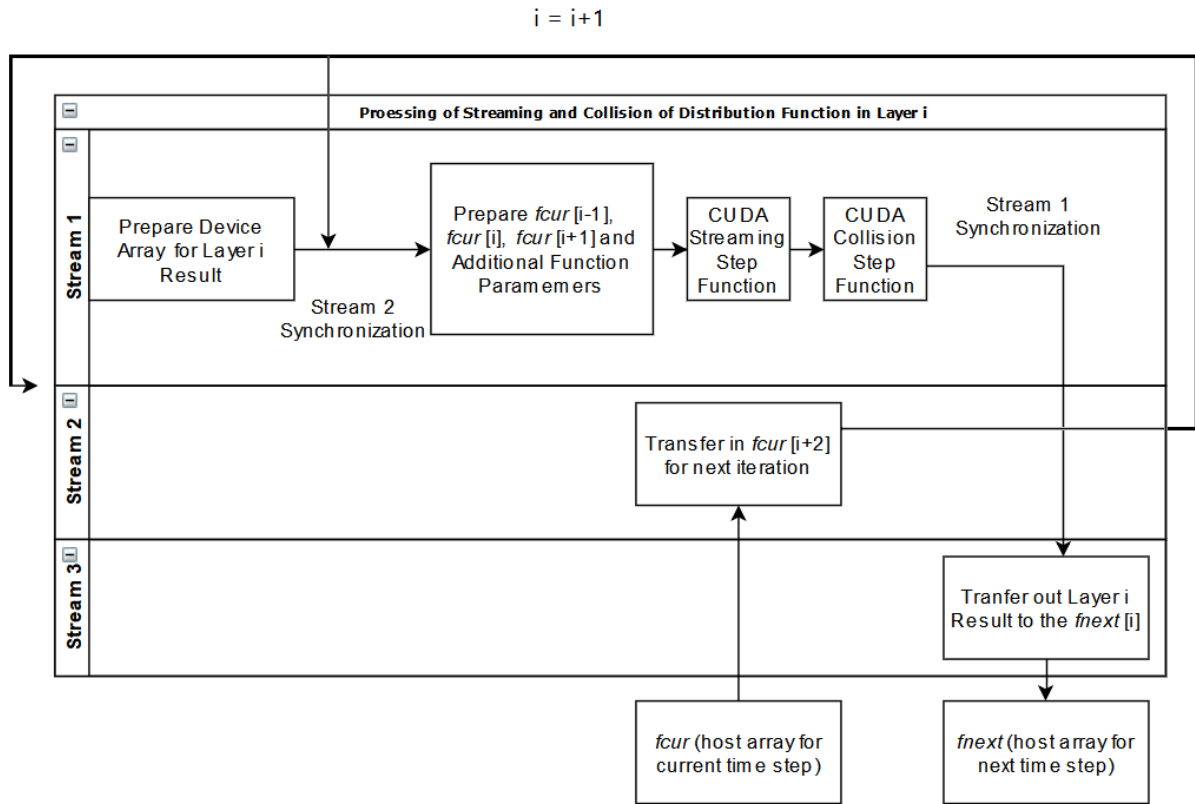 i = i+1
Proessing of Streaming and Collision of Distribution Function in Layer i
Stream 1
Prepare Device
Array for Layer i
Result
Stream 2
Synchronization
Prepare fcur [i-1],
fcur [i], fcur [i+1] and
Additional Function
Paramemers
CUDA
Streaming
Step
Function
CUDA
Collision
Step
Function
Stream 1
Synchronization
Stream 2
Transfer in fcur [i+2]
for next iteration
Stream 3
Tranfer out Layer i
Result to the fnext [i]
fcur (host array for
current time step)
fnext (host array for
next time step)